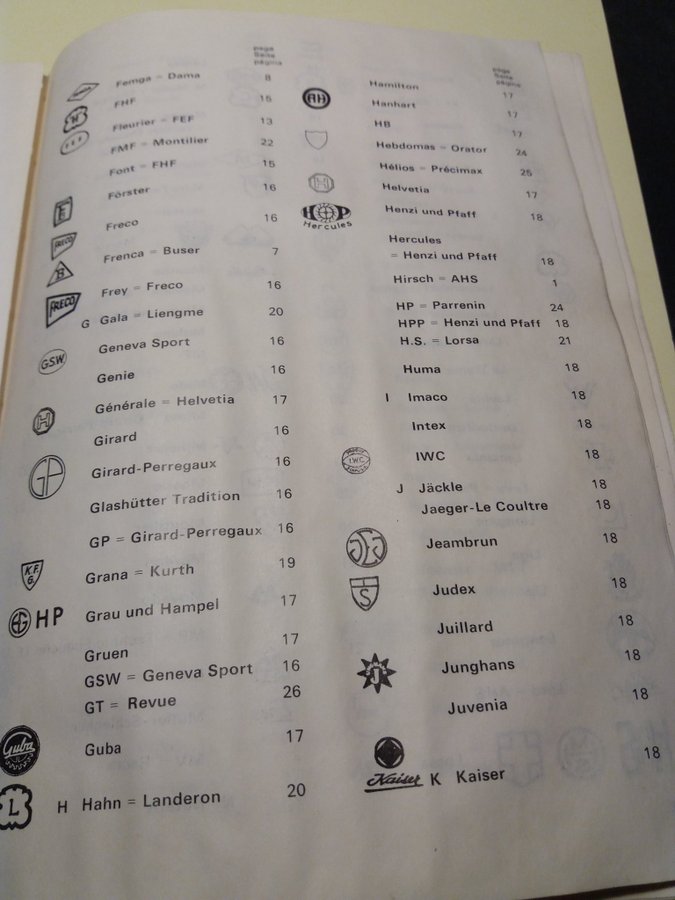 page
Seite
página
Femga = Dama 8
FHF 15
Fleurier = FEF 13
FEF
FMF = Montilier 22
Font = FHF 15
Förster 16
Freco 16
FRECO
Frenca = Buser 7
B
Frey = Freco 16
FRECO
G Gala = Liengme 20
Geneva Sport 16
GSW
Genie 16
Générale = Helvetia 17
H
Girard 16
Girard-Perregaux 16
GP
Glashütter Tradition 16
GP = Girard-Perregaux 16
K.F.
G.
Grana = Kurth 19
HP Grau und Hampel 17
Gruen 17
GSW = Geneva Sport 16
GT = Revue 26
Guba
Guba 17
L
H Hahn = Landeron 20
page
Seite
página
Hamilton 17
AH
Hanhart 17
HB 17
Hebdomas = Orator 24
Hélios = Précimax 25
H
Helvetia 17
H P
Hercules
Henzi und Pfaff 18
Hercules
= Henzi und Pfaff 18
Hirsch = AHS 1
HP = Parrenin 24
HPP = Henzi und Pfaff 18
H.S. = Lorsa 21
Huma 18
I Imaco 18
Intex 18
I.W.C.
IWC 18
J Jäckle 18
Jaeger-Le Coultre 18
Jeambrun 18
S
Judex 18
Juillard 18
J
Junghans 18
Juvenia 18
Kaiser
K Kaiser 18